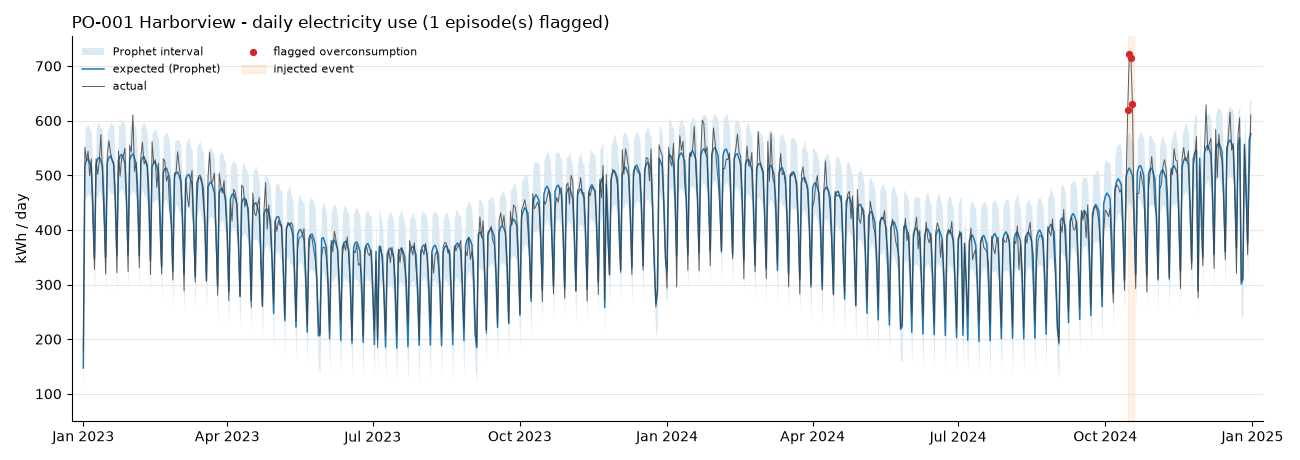 PO-001 Harborview - daily electricity use (1 episode(s) flagged)
Prophet interval
expected (Prophet)
actual
flagged overconsumption
injected event
kWh / day
700
600
500
400
300
200
100
Jan 2023
Apr 2023
Jul 2023
Oct 2023
Jan 2024
Apr 2024
Jul 2024
Oct 2024
Jan 2025